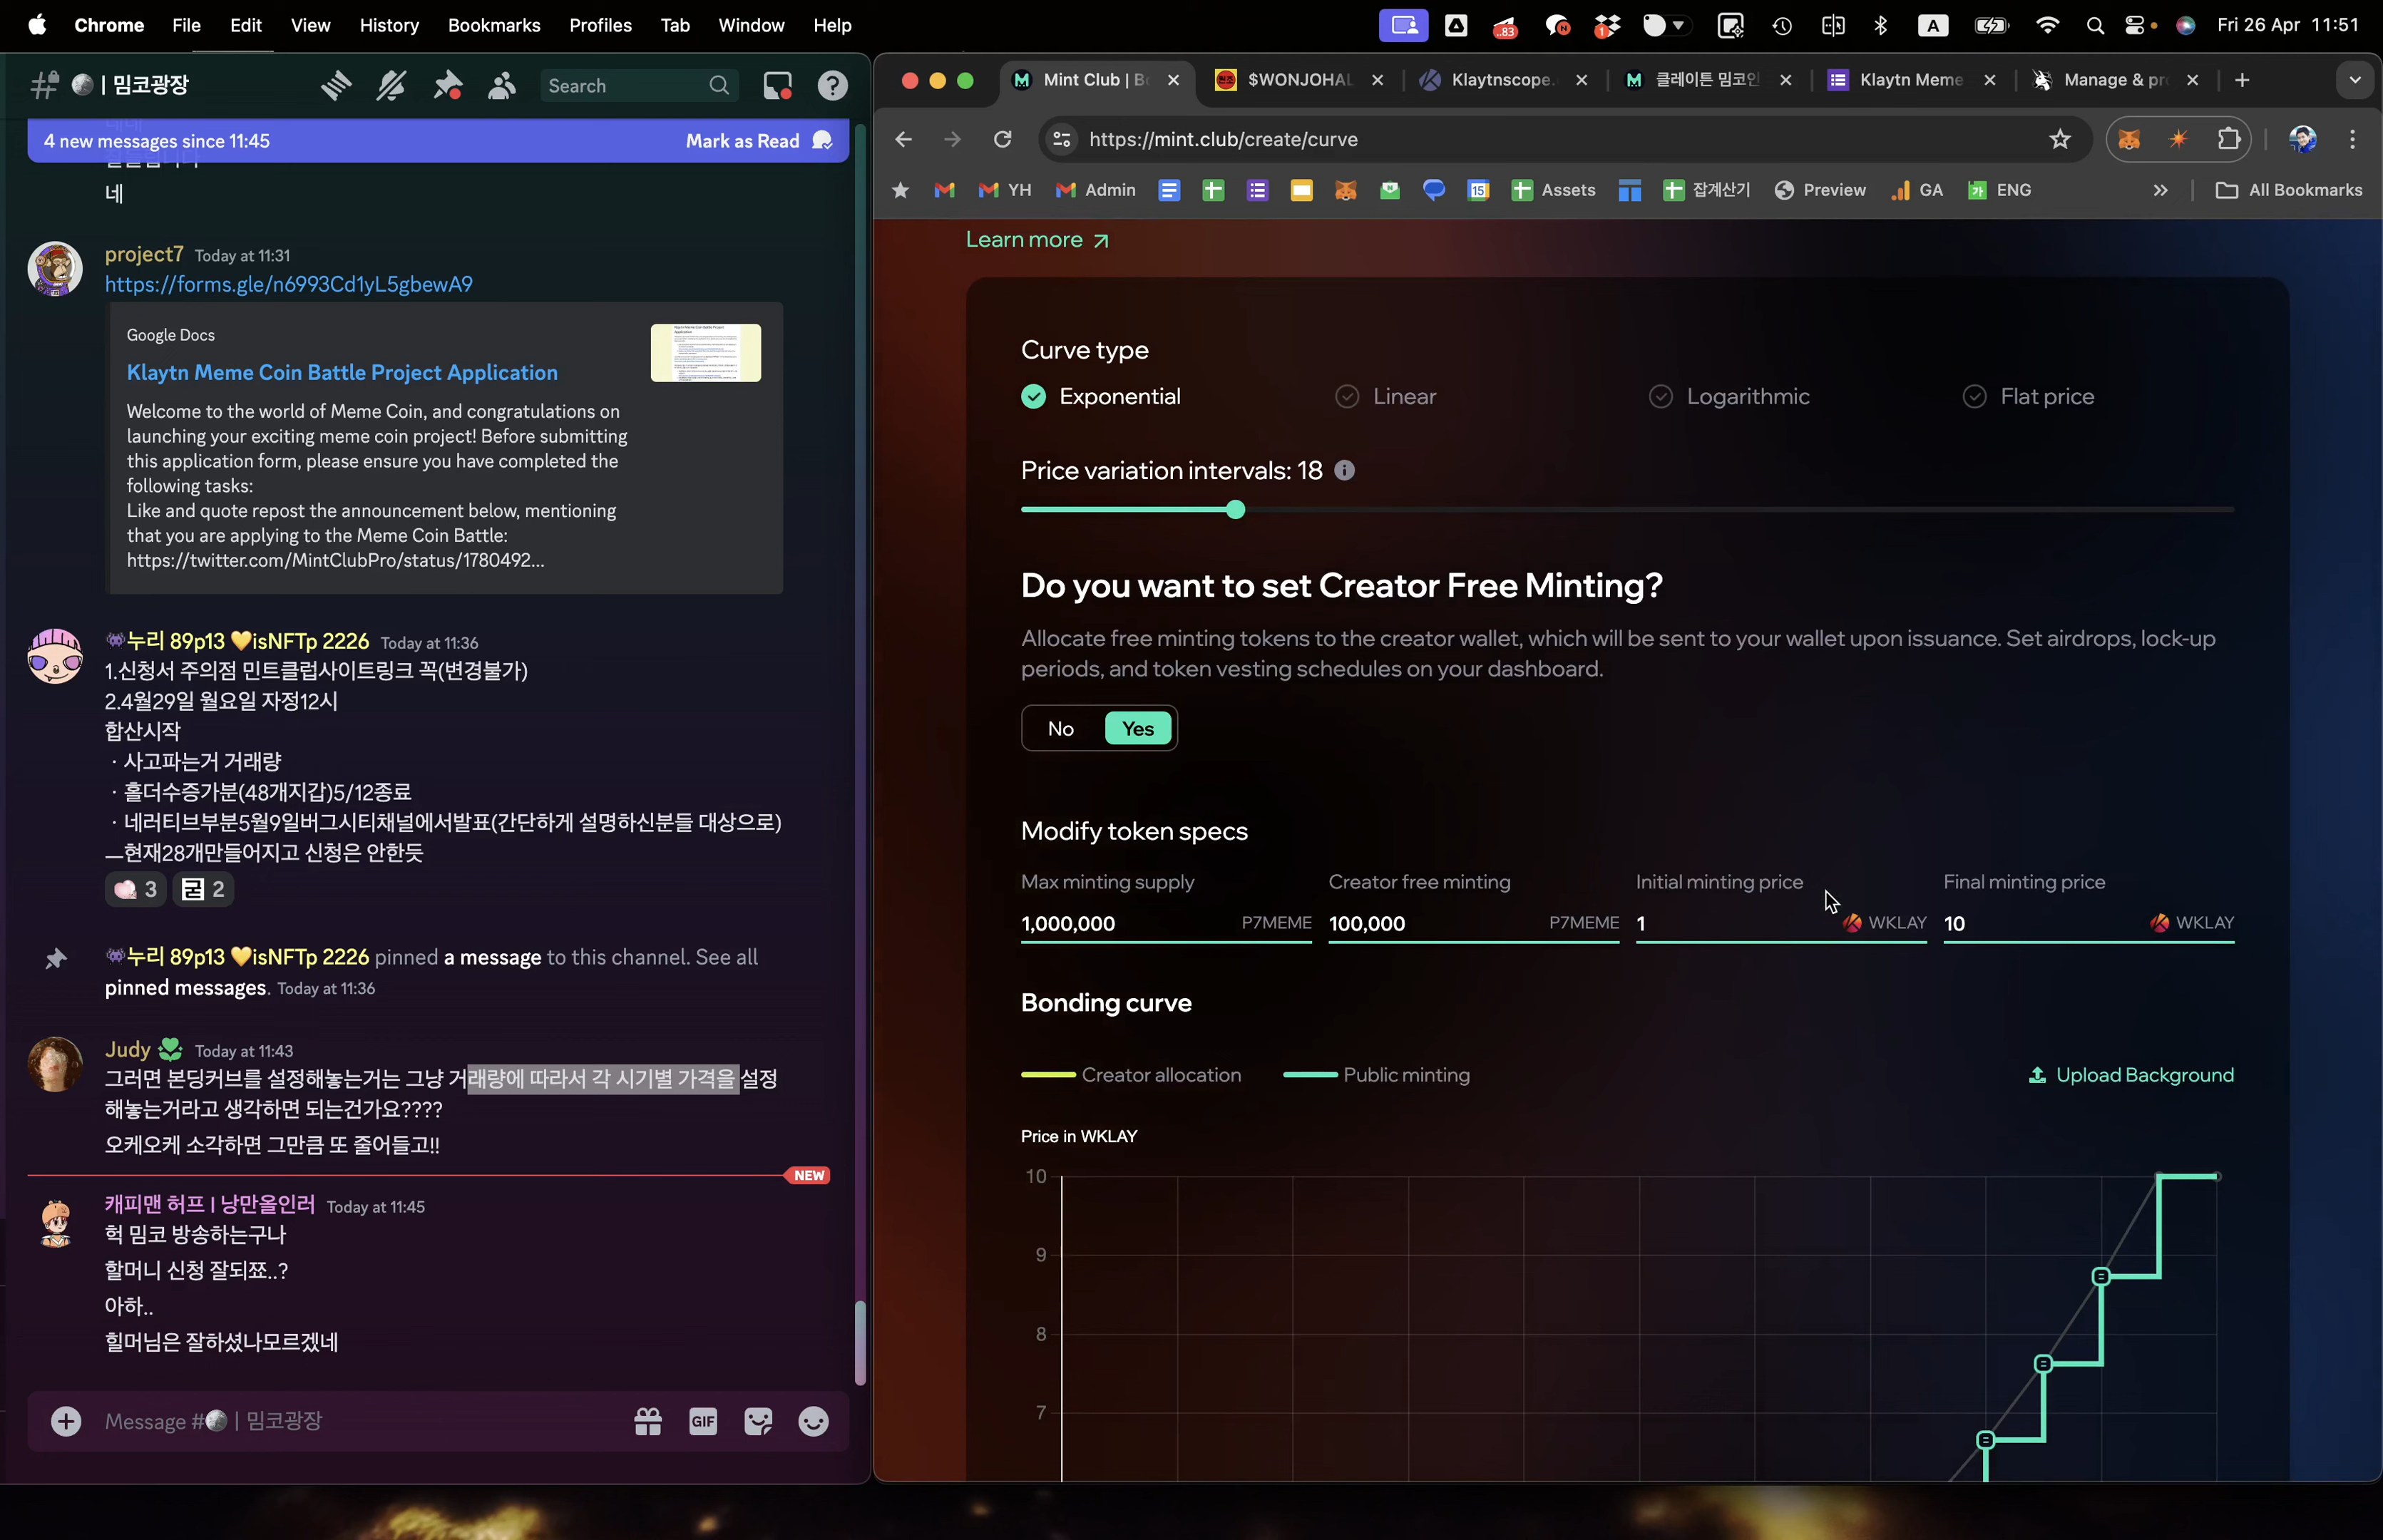 Chrome File Edit View History Bookmarks Profiles Tab Window Help
..83
N
1
A
Fri 26 Apr 11:51
| 밈코광장
Search
4 new messages since 11:45
Mark as Read
네
project7 Today at 11:31
https://forms.gle/n6993Cd1yL5gbewA9
Google Docs
Klaytn Meme Coin Battle Project Application
Welcome to the world of Meme Coin, and congratulations on
launching your exciting meme coin project! Before submitting
this application form, please ensure you have completed the
following tasks:
Like and quote repost the announcement below, mentioning
that you are applying to the Meme Coin Battle:
https://twitter.com/MintClubPro/status/1780492...
누리 89p13 💛isNFTp 2226 Today at 11:36
1.신청서 주의점 민트클럽사이트링크 꼭(변경불가)
2.4월29일 월요일 자정12시
합산시작
· 사고파는거 거래량
· 홀더수증가분(48개지갑)5/12종료
· 네러티브부분5월9일버그시티채널에서발표(간단하게 설명하신분들 대상으로)
ㅡ현재28개만들어지고 신청은 안한듯
3
굳 2
누리 89p13 💛isNFTp 2226 pinned a message to this channel. See all
pinned messages. Today at 11:36
Judy Today at 11:43
그러면 본딩커브를 설정해놓는거는 그냥 거래량에 따라서 각 시기별 가격을 설정
해놓는거라고 생각하면 되는건가요????
오케오케 소각하면 그만큼 또 줄어들고!!
NEW
캐피맨 허프 | 낭만올인러 Today at 11:45
헉 밈코 방송하는구나
할머니 신청 잘되쬬..?
아하..
힐머님은 잘하셨나모르겠네
Message # | 밈코광장
GIF
Mint Club | Bo
$WONJOHAL
Klaytnscope.
클레이튼 밈코인
Klaytn Meme
Manage & pr
https://mint.club/create/curve
YH
Admin
15
Assets
잡계산기
Preview
GA
ENG
All Bookmarks
Learn more
Curve type
Exponential
Linear
Logarithmic
Flat price
Price variation intervals: 18
Do you want to set Creator Free Minting?
Allocate free minting tokens to the creator wallet, which will be sent to your wallet upon issuance. Set airdrops, lock-up
periods, and token vesting schedules on your dashboard.
No
Yes
Modify token specs
Max minting supply
Creator free minting
Initial minting price
Final minting price
1,000,000 P7MEME
100,000 P7MEME
1 WKLAY
10 WKLAY
Bonding curve
Creator allocation
Public minting
Upload Background
Price in WKLAY
10
9
8
7